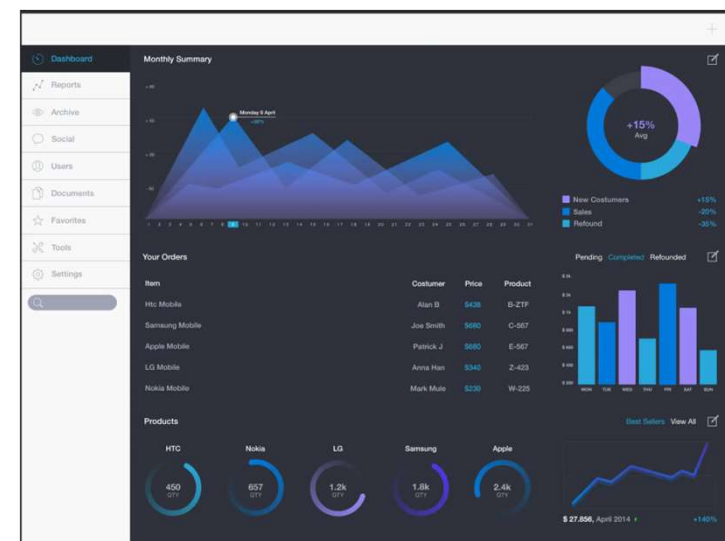 Dashboard
Reports
Archive
Social
Users
Documents
Favorites
Tools
Settings
Monthly Summary
Monday 9 April
+15%
Avg
New Costumers +15%
Sales -20%
Refound -35%
Your Orders
Item Costumer Price Product
Htc Mobile Alan B $436 B-ZTF
Samsung Mobile Joe Smith $680 C-567
Apple Mobile Patrick J $680 E-567
LG Mobile Anna Han $340 Z-423
Nokia Mobile Mark Mule $230 W-225
Pending Completed Refounded
MON TUE WED THU FRI SAT SUN
Products
Best Sellers View All
HTC Nokia LG Samsung Apple
450 657 1.2k 1.8k 2.4k
QTY QTY QTY QTY QTY
$ 27.856, April 2014 +140%